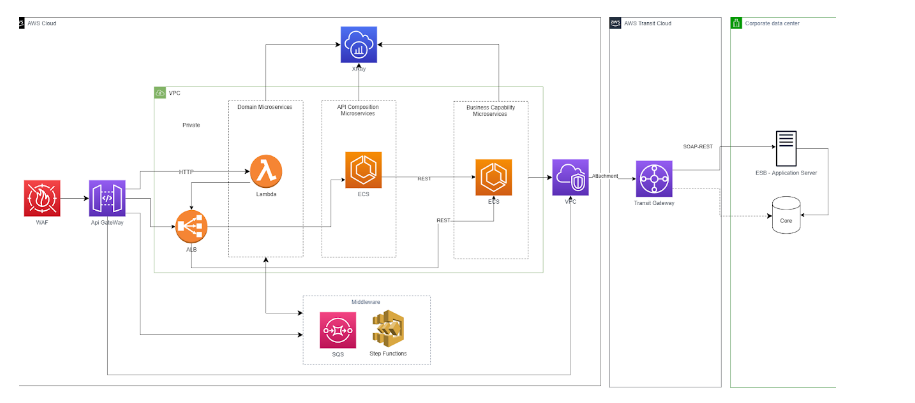 AWS Cloud
AWS Transit Cloud
Corporate data center
XRay
VPC
Domain Microservices
API Composition
Microservices
Business Capability
Microservices
Private
SOAP-REST
HTTP
REST
Attachment
ESB - Application Server
Lambda
ECS
ECS
VPC
Transit Gateway
WAF
Api GateWay
REST
Core
ALB
Middleware
SQS
Step Functions